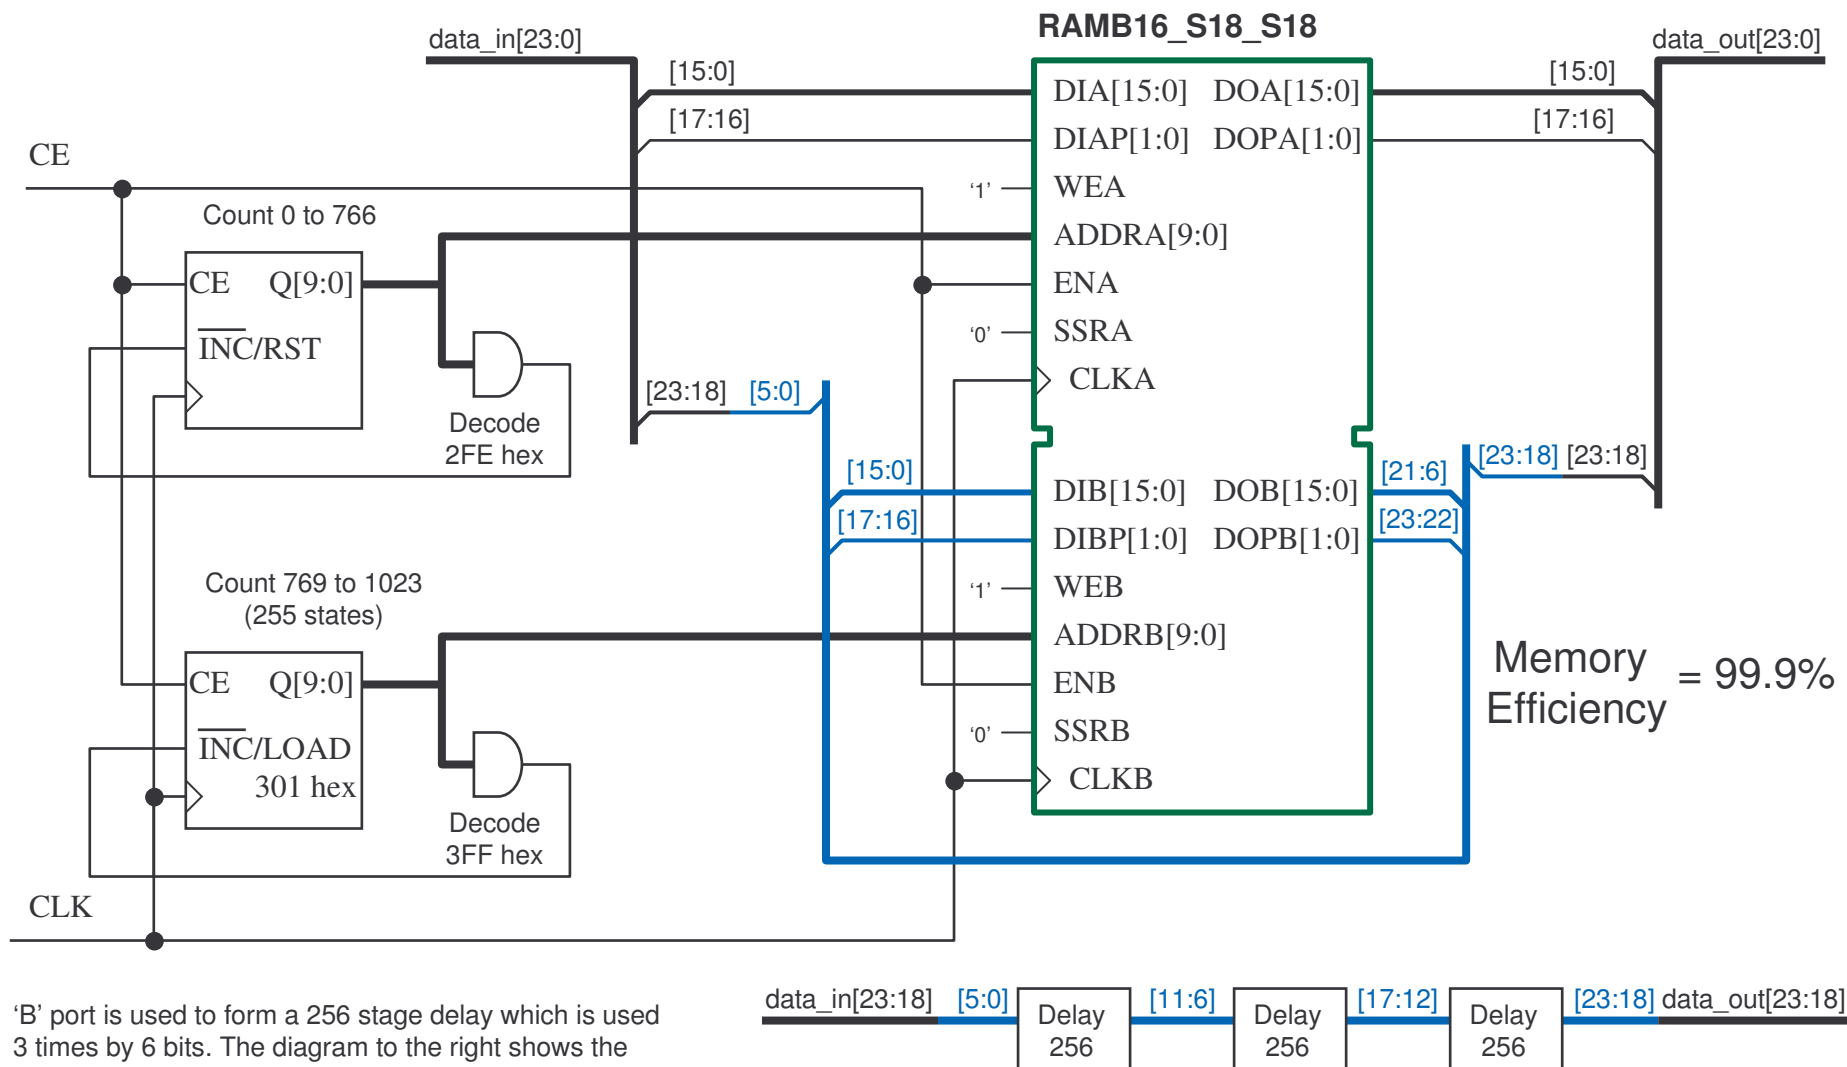 RAMB16_S18_S18
data_in[23:0]
data_out[23:0]
[15:0]
DIA[15:0] DOA[15:0]
[15:0]
[17:16]
DIAP[1:0] DOPA[1:0]
[17:16]
CE
‘1’
WEA
Count 0 to 766
ADDRA[9:0]
CE Q[9:0]
ENA
INC/RST
‘0’
SSRA
CLKA
Decode
2FE hex
[23:18] [5:0]
[15:0]
DIB[15:0] DOB[15:0]
[21:6]
[23:18] [23:18]
[17:16]
DIBP[1:0] DOPB[1:0]
[23:22]
Count 769 to 1023
(255 states)
‘1’
WEB
ADDRB[9:0]
CE Q[9:0]
ENB
Memory
Efficiency
= 99.9%
INC/LOAD
301 hex
‘0’
SSRB
CLKB
Decode
3FF hex
CLK
‘B’ port is used to form a 256 stage delay which is used
3 times by 6 bits. The diagram to the right shows the
data_in[23:18] [5:0]
Delay
256
[11:6]
Delay
256
[17:12]
Delay
256
[23:18] data_out[23:18]